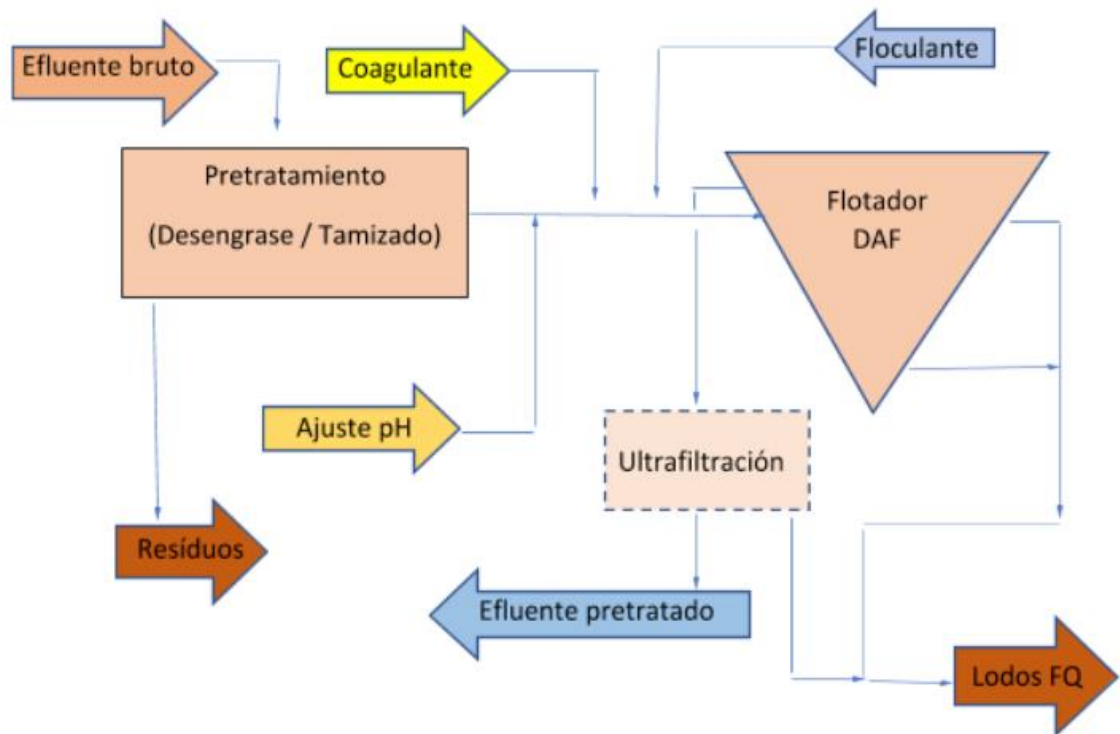 Efluente bruto
Coagulante
Floculante
Pretratamiento
(Desengrase / Tamizado)
Flotador
DAF
Ajuste pH
Ultrafiltración
Resíduos
Efluente pretratado
Lodos FQ